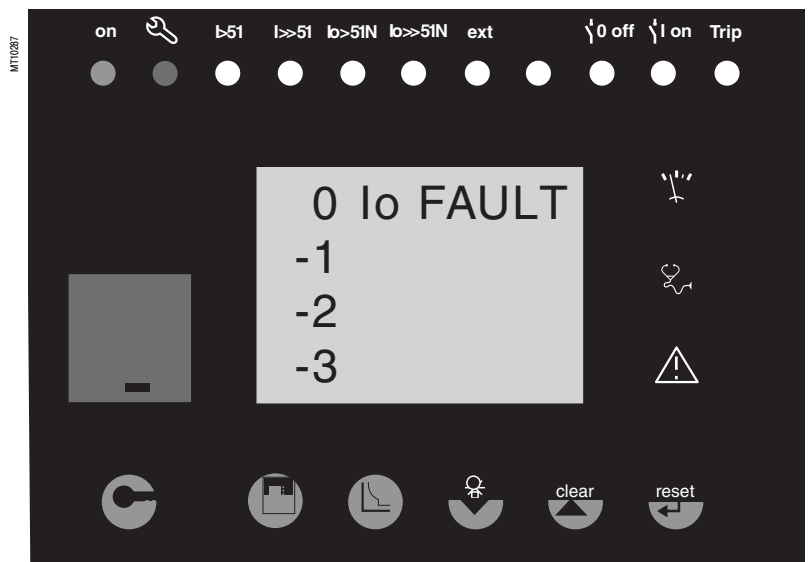 MT10287
on I>51 I>>51 Io>51N Io>>51N ext 0 off I on Trip
0 Io FAULT
-1
-2
-3
clear reset